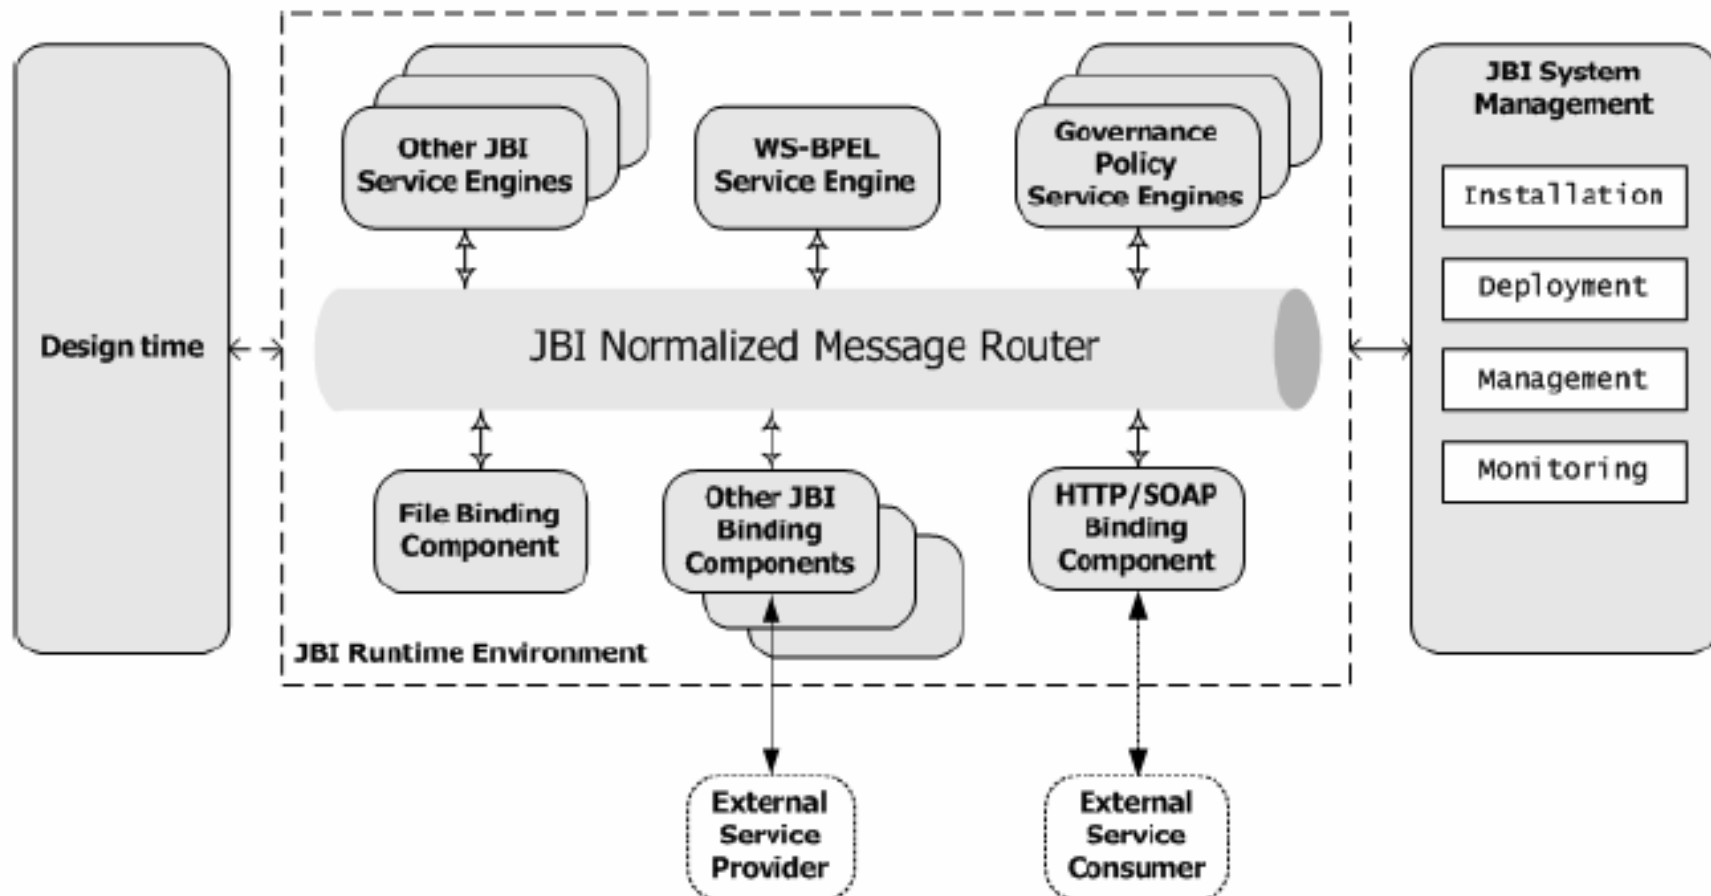 JBI System
Management
Other JBI
Service Engines
WS-BPEL
Service Engine
Governance
Policy
Service Engines
Installation
Deployment
Design time
JBI Normalized Message Router
Management
Monitoring
File Binding
Component
Other JBI
Binding
Components
HTTP/SOAP
Binding
Component
JBI Runtime Environment
External
Service
Provider
External
Service
Consumer